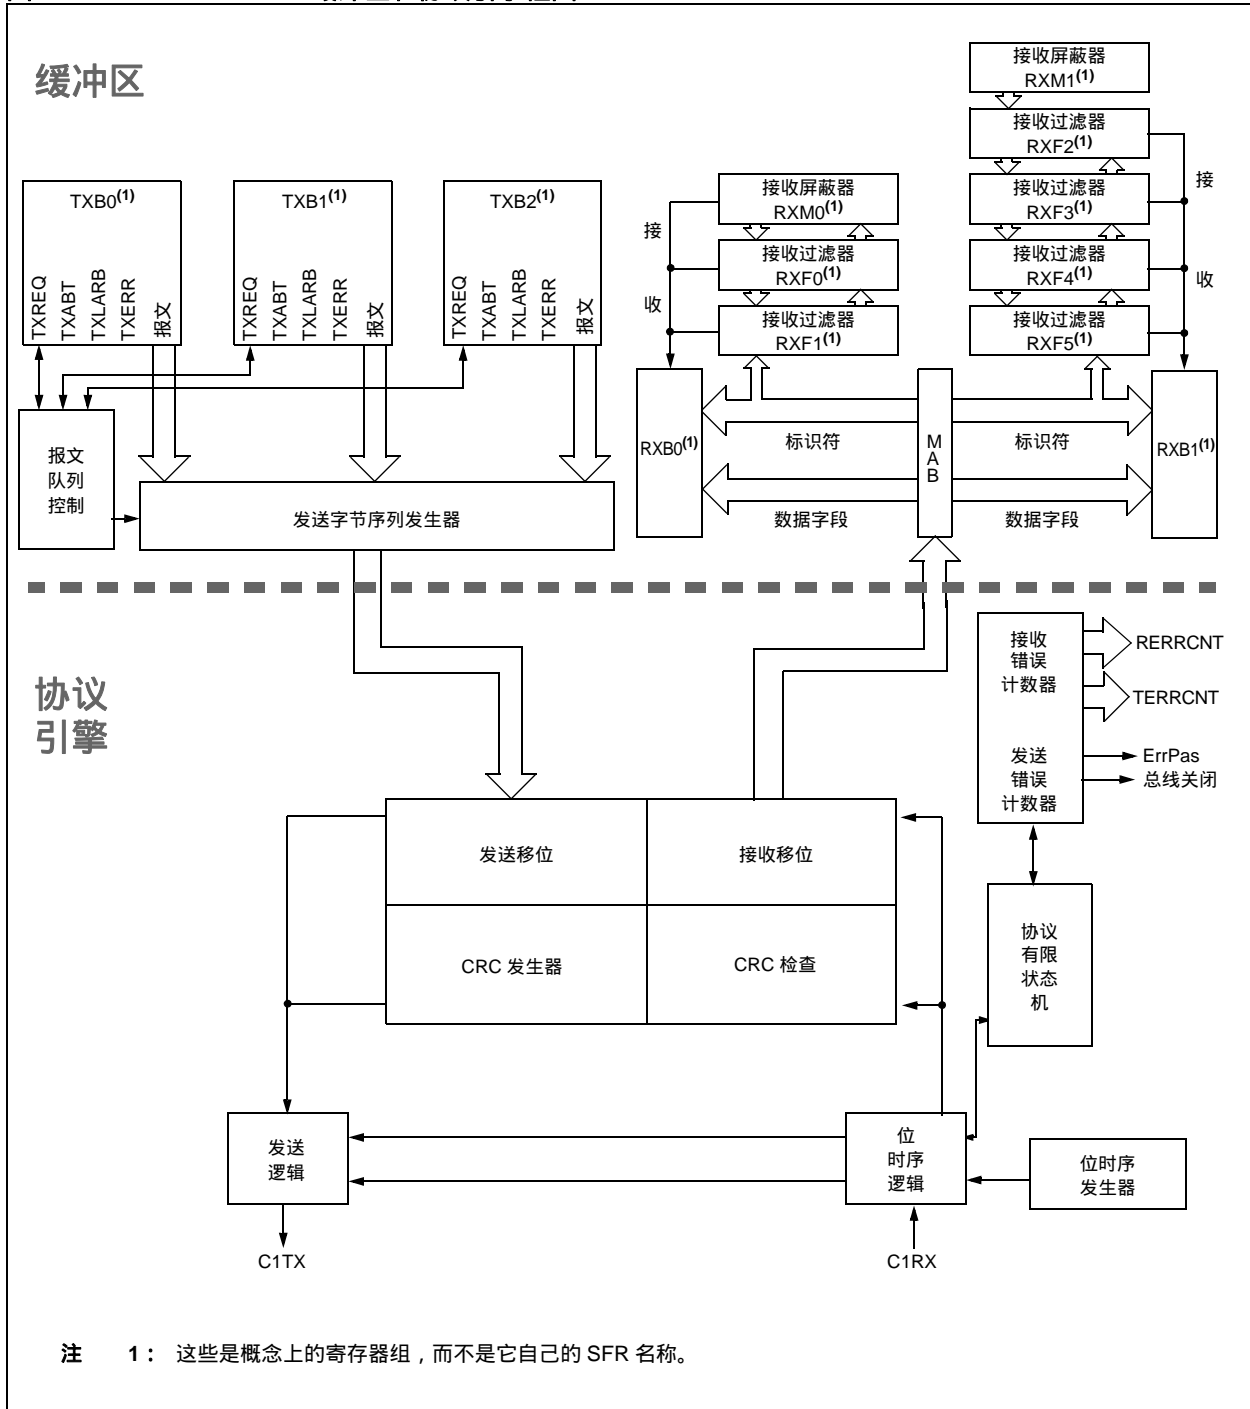 缓冲区
接收屏蔽器
RXM1(1)
接收过滤器
RXF2(1)
接收过滤器
RXF3(1)
接收过滤器
RXF4(1)
接收过滤器
RXF5(1)
接
收
接收屏蔽器
RXM0(1)
接收过滤器
RXF0(1)
接收过滤器
RXF1(1)
接
收
TXB0(1)
TXREQ
TXABT
TXLARB
TXERR
报文
TXB1(1)
TXREQ
TXABT
TXLARB
TXERR
报文
TXB2(1)
TXREQ
TXABT
TXLARB
TXERR
报文
报文
队列
控制
发送字节序列发生器
RXB0(1)
标识符
数据字段
M
A
B
标识符
数据字段
RXB1(1)
协议
引擎
接收
错误
计数器
发送
错误
计数器
RERRCNT
TERRCNT
ErrPas
总线关闭
发送移位
接收移位
CRC 发生器
CRC 检查
协议
有限
状态
机
发送
逻辑
位
时序
逻辑
位时序
发生器
C1TX
C1RX
注 1： 这些是概念上的寄存器组，而不是它自己的 SFR 名称。